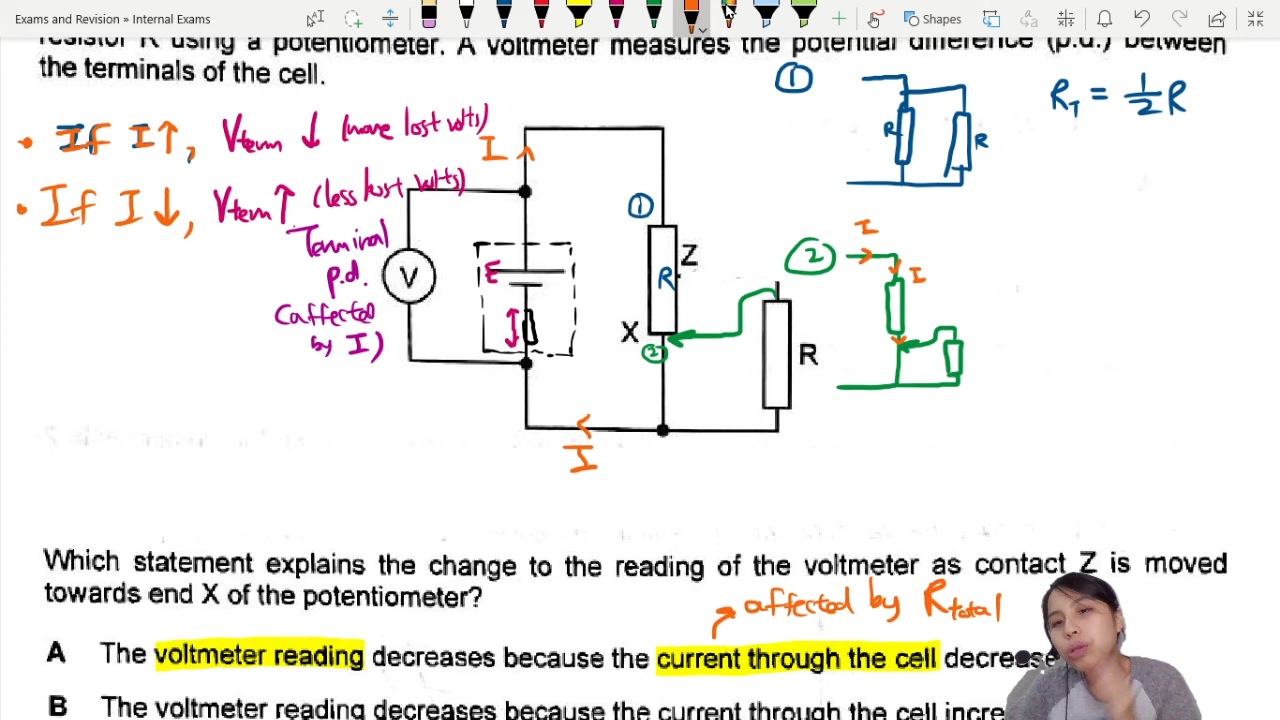 Exams and Revision » Internal Exams
Shapes
resistor R using a potentiometer. A voltmeter measures the potential difference (p.d.) between
the terminals of the cell.
• If I↑, Vterm ↓ (more lost volts)
• If I↓, Vterm ↑ (less lost volts)
Terminal
p.d.
(affected
by I)
V
E
I
I
①
R
Z
X
②
R
①
R
R
R_T = 1/2 R
②
I
I
Which statement explains the change to the reading of the voltmeter as contact Z is moved
towards end X of the potentiometer?
affected by Rtotal
A The voltmeter reading decreases because the current through the cell decrease
B The voltmeter reading decreases because the current through the cell incre